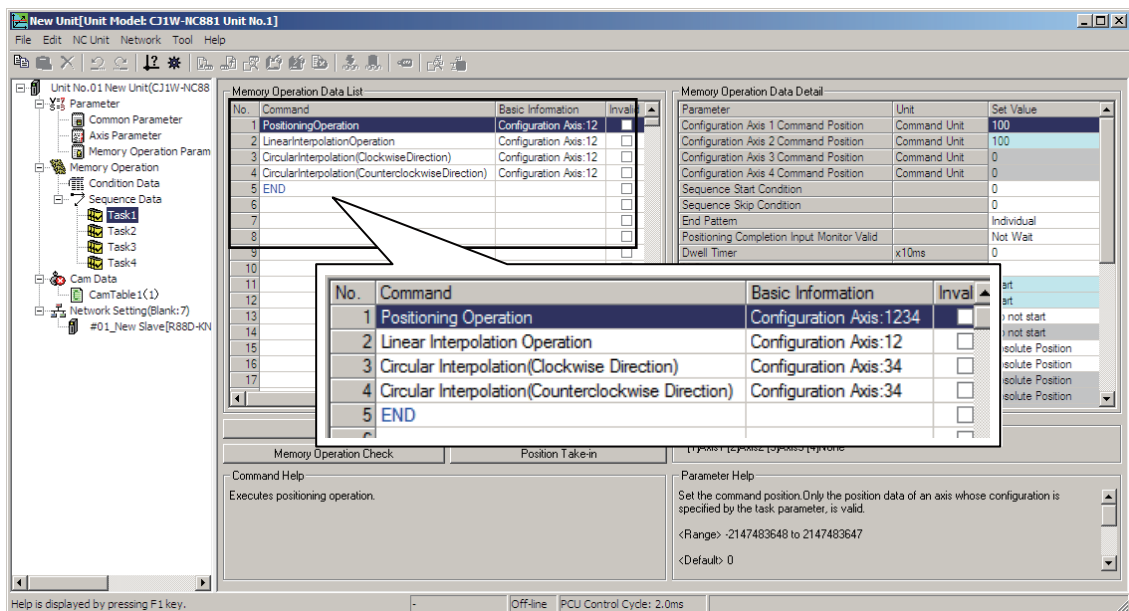 New Unit[Unit Model: CJ1W-NC881 Unit No.1]
File Edit NC Unit Network Tool Help
Unit No.01 New Unit(CJ1W-NC88
Parameter
Common Parameter
Axis Parameter
Memory Operation Param
Memory Operation
Condition Data
Sequence Data
Task1
Task2
Task3
Task4
Cam Data
CamTable1(1)
Network Setting(Blank:7)
#01_New Slave[R88D-KN
Memory Operation Data List
No. Command Basic Information Invalid
1 PositioningOperation Configuration Axis:12
2 LinearInterpolationOperation Configuration Axis:12
3 CircularInterpolation(ClockwiseDirection) Configuration Axis:12
4 CircularInterpolation(CounterclockwiseDirection) Configuration Axis:12
5 END
6
7
8
9
10
11
12
13
14
15
16
17
No. Command Basic Information Inval
1 Positioning Operation Configuration Axis:1234
2 Linear Interpolation Operation Configuration Axis:12
3 Circular Interpolation(Clockwise Direction) Configuration Axis:34
4 Circular Interpolation(Counterclockwise Direction) Configuration Axis:34
5 END
Memory Operation Data Detail
Parameter Unit Set Value
Configuration Axis 1 Command Position Command Unit 100
Configuration Axis 2 Command Position Command Unit 100
Configuration Axis 3 Command Position Command Unit 0
Configuration Axis 4 Command Position Command Unit 0
Sequence Start Condition 0
Sequence Skip Condition 0
End Pattern Individual
Positioning Completion Input Monitor Valid Not Wait
Dwell Timer x10ms 0
art
art
not start
not start
solute Position
solute Position
solute Position
solute Position
Memory Operation Check Position Take-in
[1]Axis1 [2]Axis2 [3]Axis3 [4]None
Command Help
Executes positioning operation.
Parameter Help
Set the command position.Only the position data of an axis whose configuration is
specified by the task parameter, is valid.
<Range> -2147483648 to 2147483647
<Default> 0
Help is displayed by pressing F1 key. - Off-line PCU Control Cycle: 2.0ms